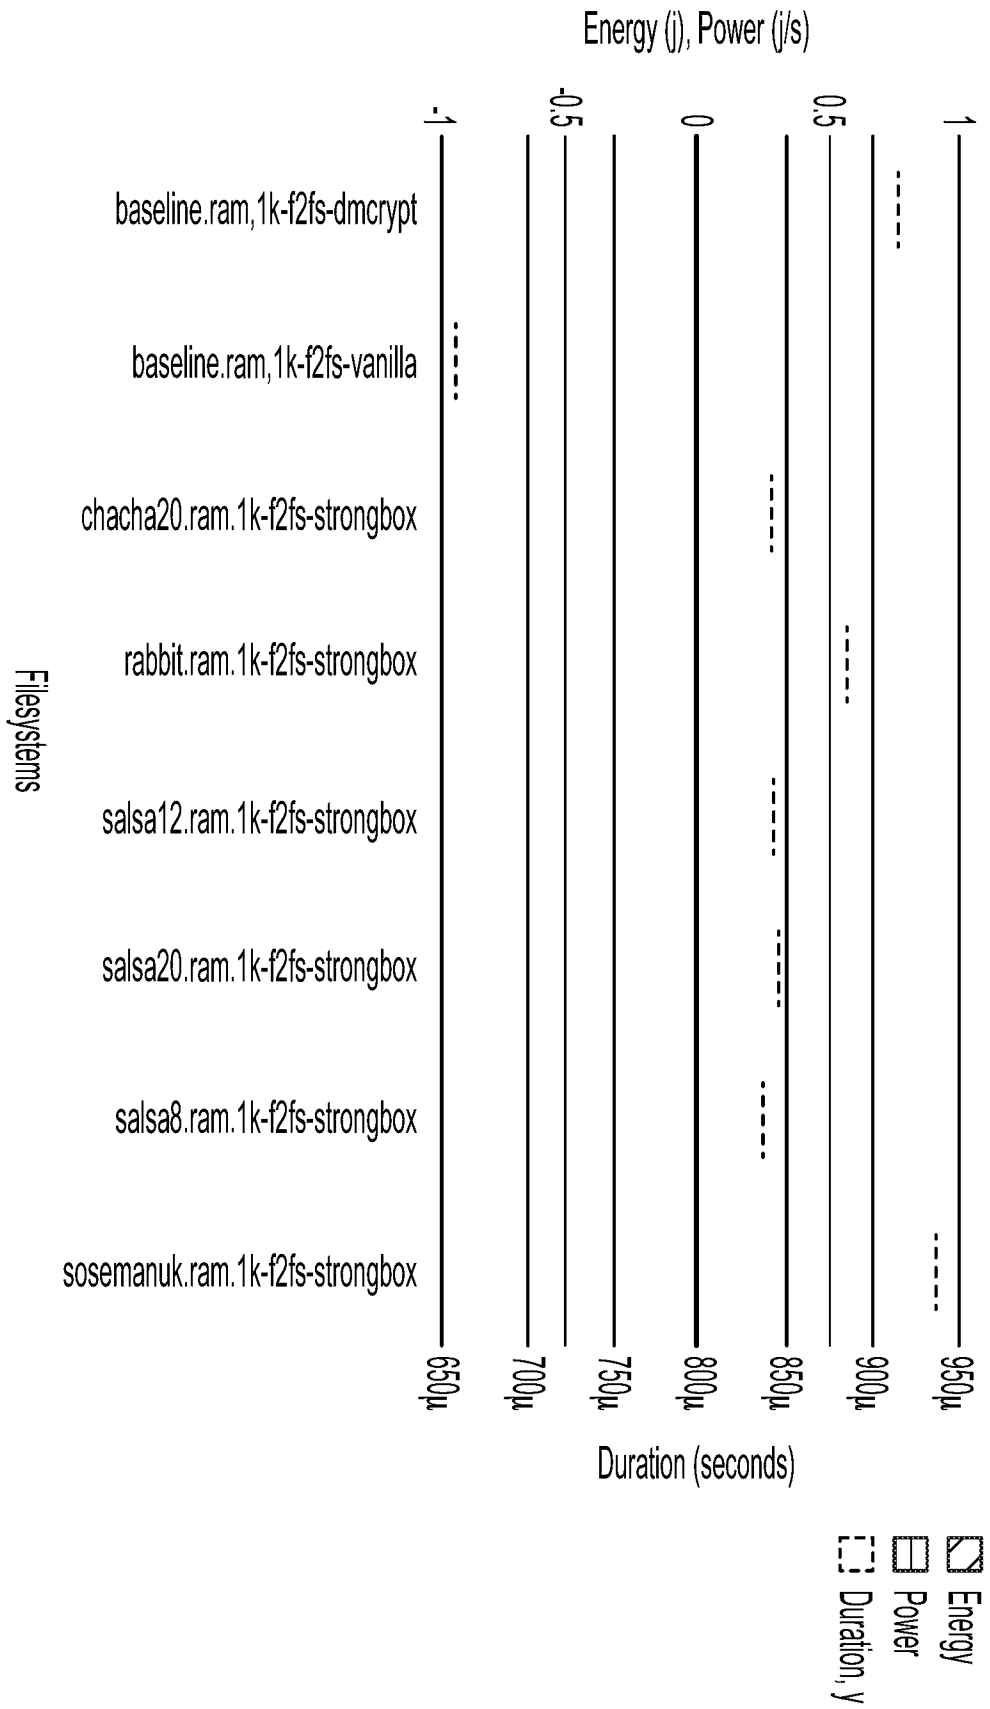 Energy (j), Power (j/s)
1
0.5
0
-0.5
-1
baseline.ram,1k-f2fs-dmcrypt
baseline.ram,1k-f2fs-vanilla
chacha20.ram.1k-f2fs-strongbox
rabbit.ram.1k-f2fs-strongbox
salsa12.ram.1k-f2fs-strongbox
salsa20.ram.1k-f2fs-strongbox
salsa8.ram.1k-f2fs-strongbox
sosemanuk.ram.1k-f2fs-strongbox
Filesystems
950µ
900µ
850µ
800µ
750µ
700µ
650µ
Duration (seconds)
Energy
Power
Duration, y